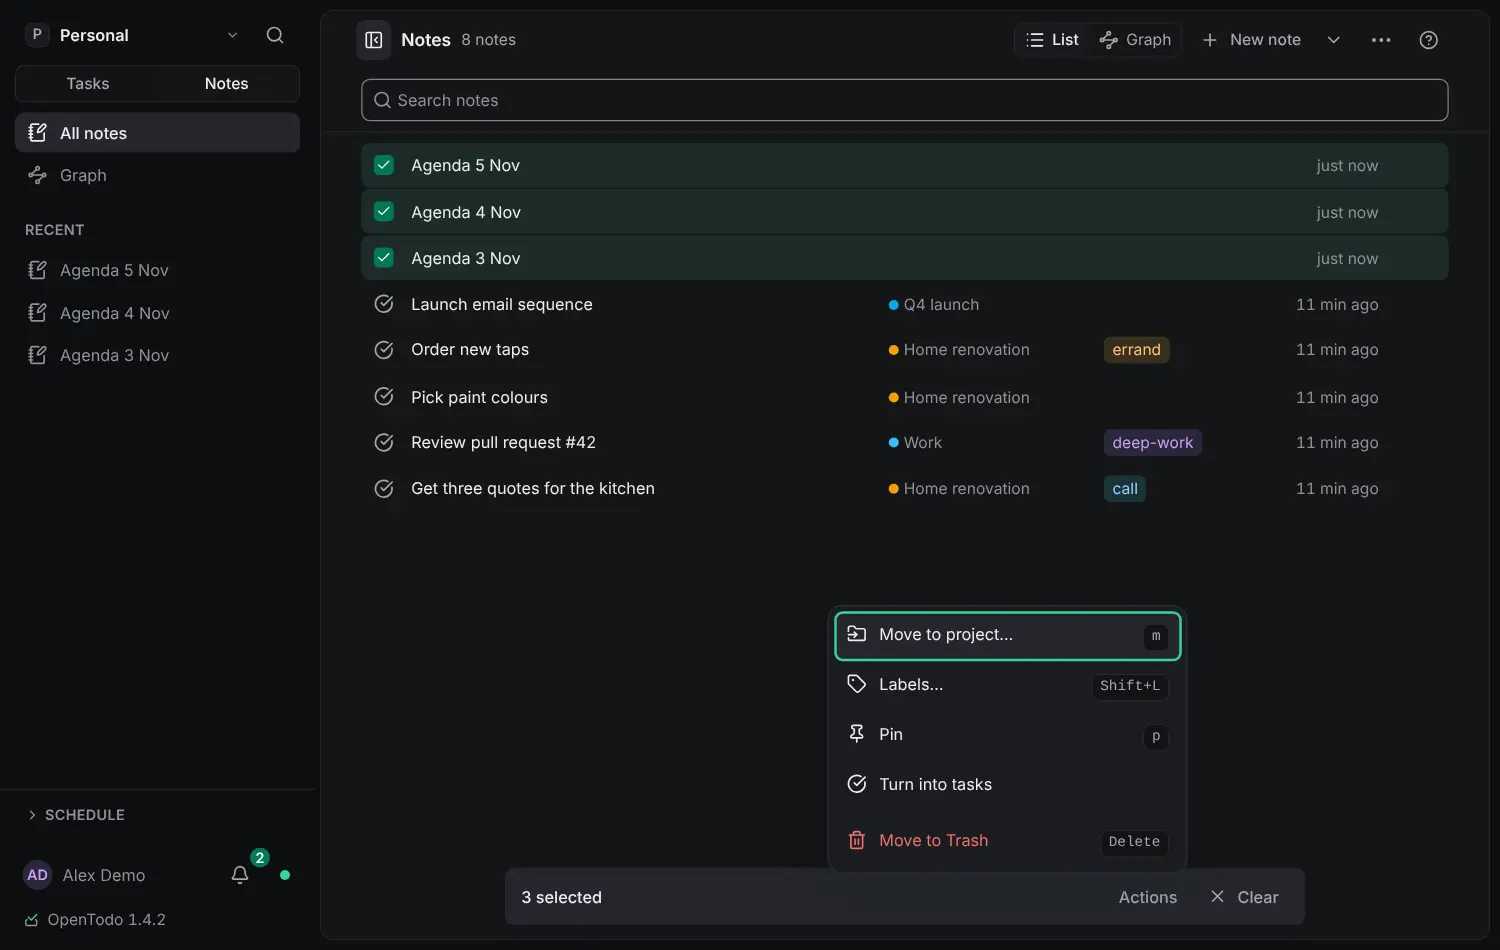 P Personal
Tasks Notes
All notes
Graph
RECENT
Agenda 5 Nov
Agenda 4 Nov
Agenda 3 Nov
SCHEDULE
AD Alex Demo 2
OpenTodo 1.4.2
Notes 8 notes List Graph New note
Search notes
Agenda 5 Nov just now
Agenda 4 Nov just now
Agenda 3 Nov just now
Launch email sequence Q4 launch 11 min ago
Order new taps Home renovation errand 11 min ago
Pick paint colours Home renovation 11 min ago
Review pull request #42 Work deep-work 11 min ago
Get three quotes for the kitchen Home renovation call 11 min ago
Move to project... m
Labels... Shift+L
Pin p
Turn into tasks
Move to Trash Delete
3 selected Actions Clear